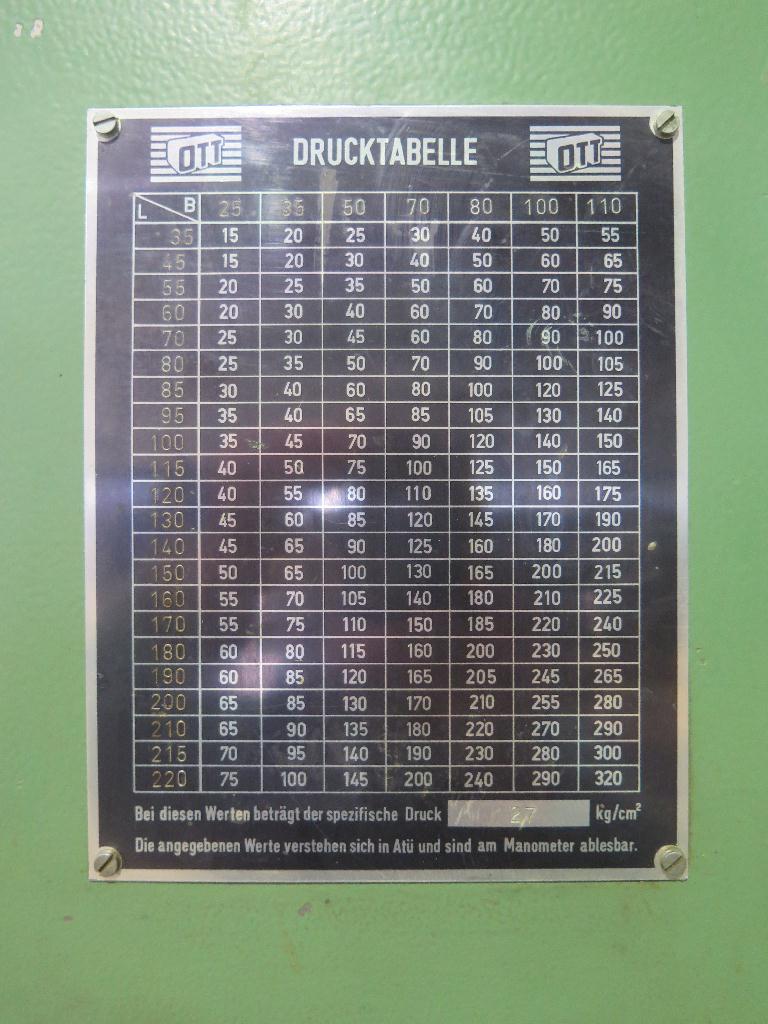 OTT DRUCKTABELLE OTT
L B 25 35 50 70 80 100 110
35 15 20 25 30 40 50 55
45 15 20 30 40 50 60 65
55 20 25 35 50 60 70 75
60 20 30 40 60 70 80 90
70 25 30 45 60 80 90 100
80 25 35 50 70 90 100 105
85 30 40 60 80 100 120 125
95 35 40 65 85 105 130 140
100 35 45 70 90 120 140 150
115 40 50 75 100 125 150 165
120 40 55 80 110 135 160 175
130 45 60 85 120 145 170 190
140 45 65 90 125 160 180 200
150 50 65 100 130 165 200 215
160 55 70 105 140 180 210 225
170 55 75 110 150 185 220 240
180 60 80 115 160 200 230 250
190 60 85 120 165 205 245 265
200 65 85 130 170 210 255 280
210 65 90 135 180 220 270 290
215 70 95 140 190 230 280 300
220 75 100 145 200 240 290 320
Bei diesen Werten beträgt der spezifische Druck 2,7 kg/cm²
Die angegebenen Werte verstehen sich in Atü und sind am Manometer ablesbar.